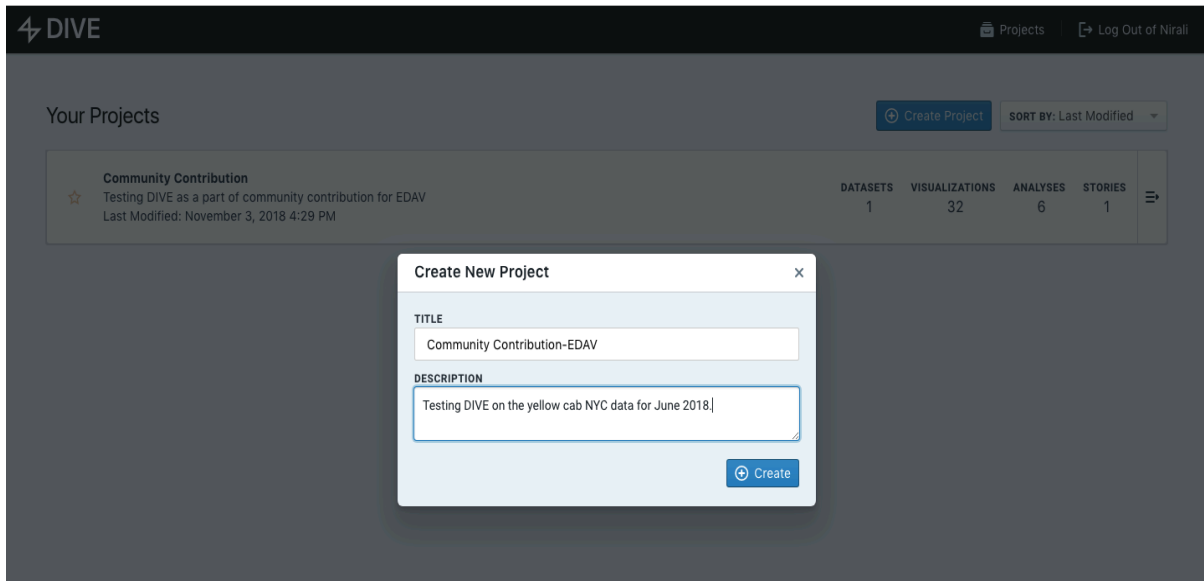 DIVE
Projects
Log Out of Nirali
Your Projects
Create Project
SORT BY: Last Modified
Community Contribution
Testing DIVE as a part of community contribution for EDAV
Last Modified: November 3, 2018 4:29 PM
DATASETS VISUALIZATIONS ANALYSES STORIES
1 32 6 1
Create New Project
TITLE
Community Contribution-EDAV
DESCRIPTION
Testing DIVE on the yellow cab NYC data for June 2018.
Create